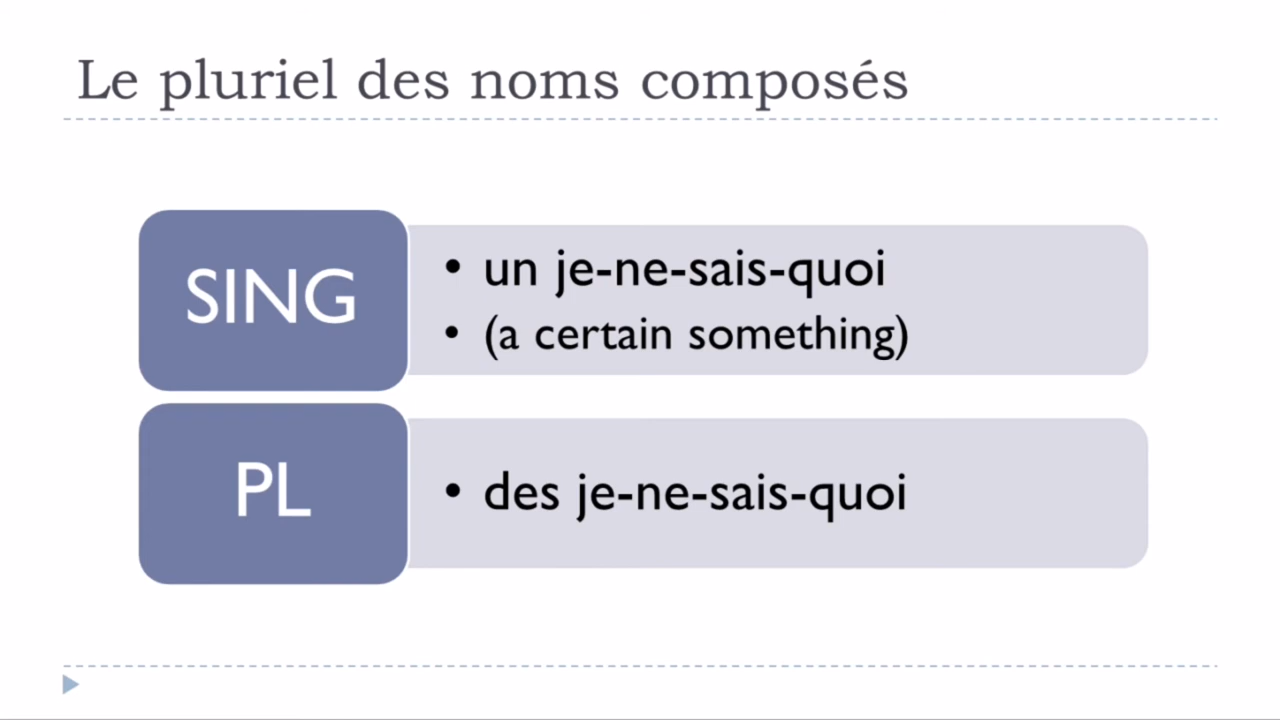 Le pluriel des noms composés
SING
• un je-ne-sais-quoi
• (a certain something)
PL
• des je-ne-sais-quoi